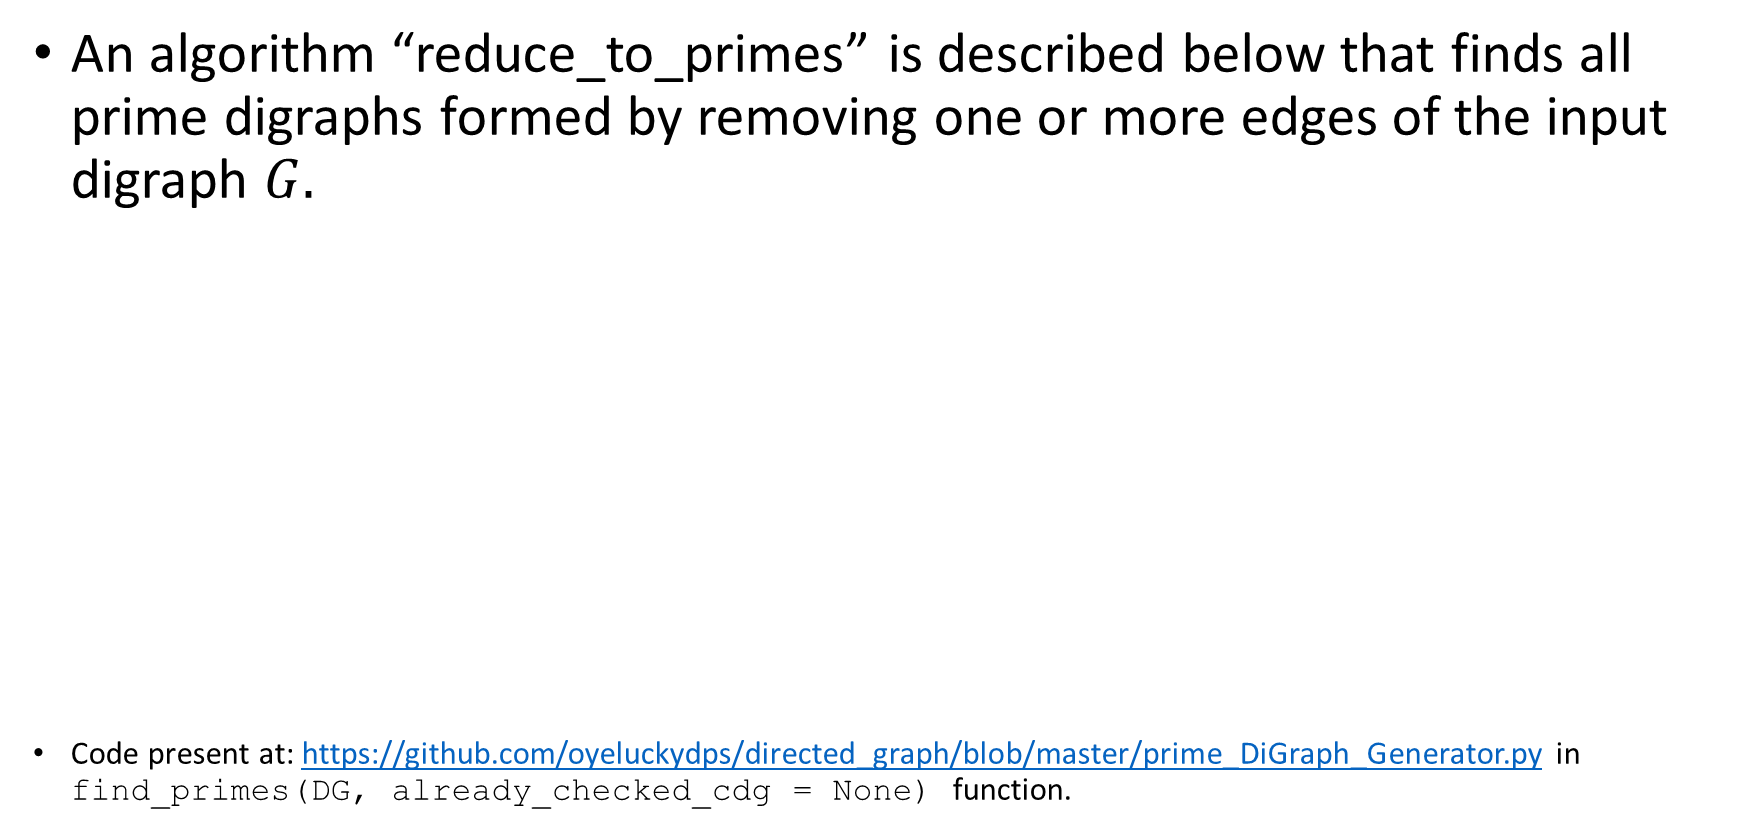 • An algorithm “reduce_to_primes” is described below that finds all
prime digraphs formed by removing one or more edges of the input
digraph 𝐺.
• Code present at: https://github.com/oyeluckydps/directed_graph/blob/master/prime_DiGraph_Generator.py in
find_primes(DG, already_checked_cdg = None) function.